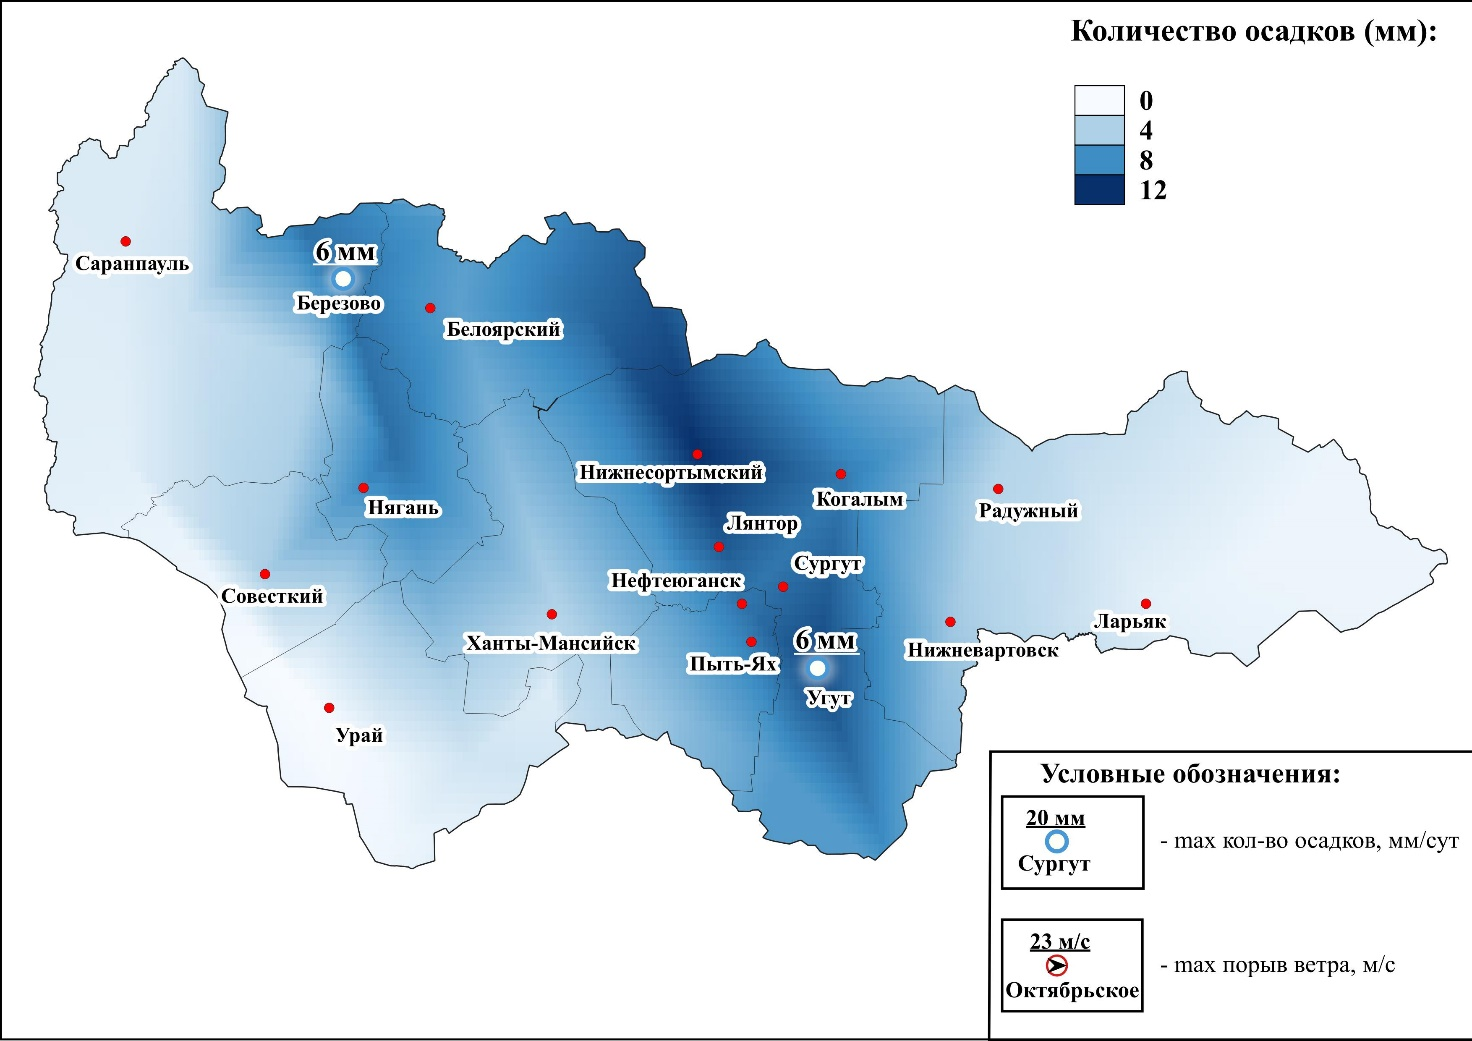 Количество осадков (мм):
0
4
8
12
Саранпауль
6 мм
Березово
Белоярский
Нижнесортымский
Когалым
Нягань
Радужный
Лянтор
Сургут
Нефтеюганск
Совесткий
Ларьяк
Ханты-Мансийск
6 мм
Нижневартовск
Пыть-Ях
Угут
Урай
Условные обозначения:
20 мм
Сургут
- max кол-во осадков, мм/сут
23 м/с
Октябрьское
- max порыв ветра, м/с